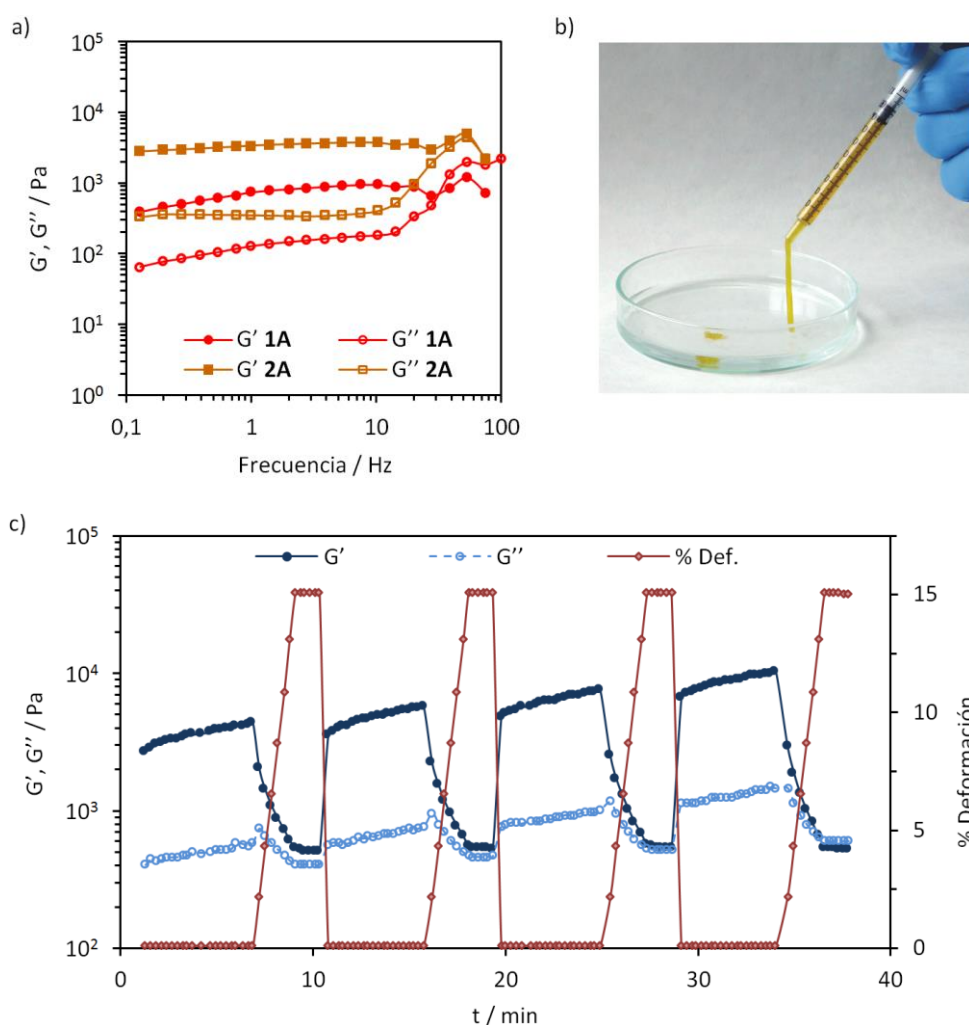 a)
G', G'' / Pa
10⁵
10⁴
10³
10² 
10¹
10⁰
G' 1A
G'' 1A
G' 2A
G'' 2A
0,1
1
10
100
Frecuencia / Hz
b)
c)
G', G'' / Pa
10⁵
10⁴
10³
10²
G'
G''
% Def.
15
10
5
0
% Deformación
0
10
20
30
40
t / min